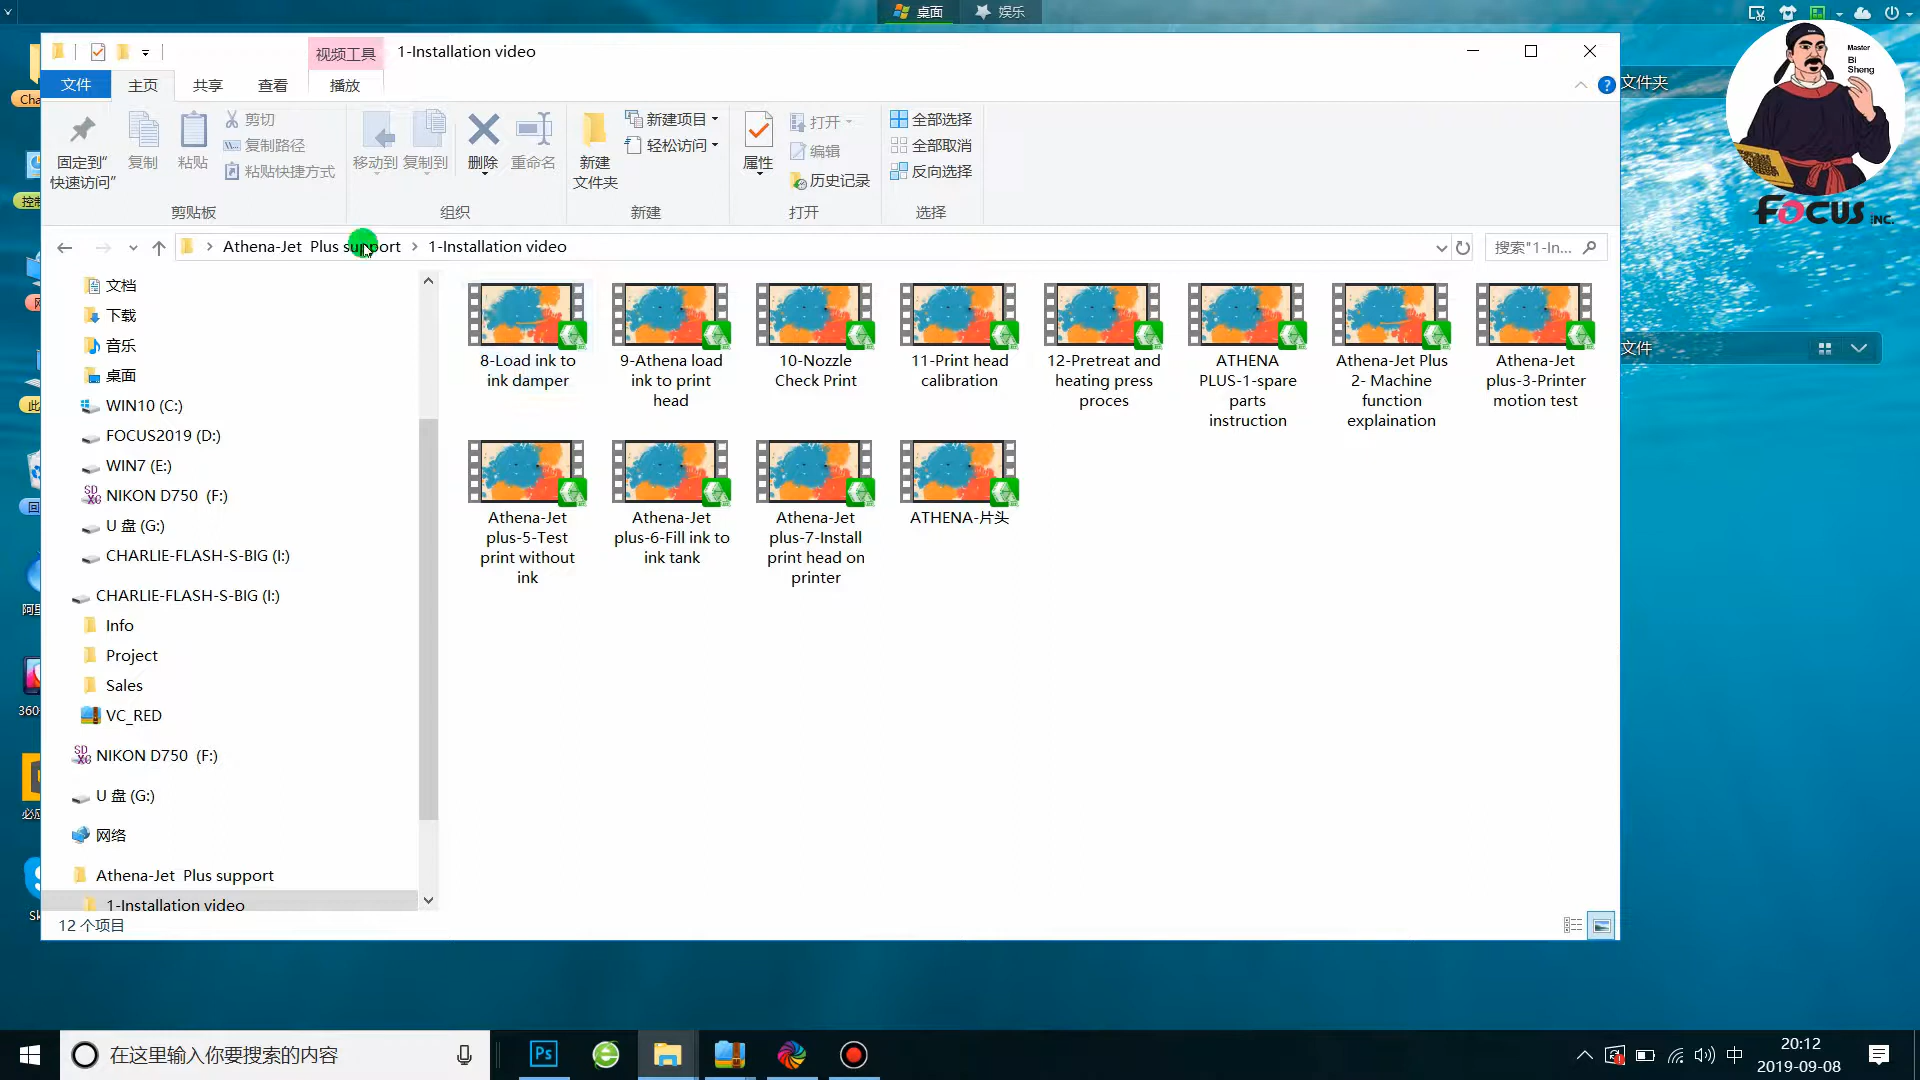 桌面
娱乐
视频工具
1-Installation video
文件
主页
共享
查看
播放
文件夹
Master
Bi
Sheng
FOCUS INC.
固定到"
快速访问"
复制
粘贴
剪切
复制路径
粘贴快捷方式
剪贴板
移动到
复制到
删除
重命名
组织
新建
文件夹
新建项目
轻松访问
新建
属性
打开
编辑
历史记录
打开
全部选择
全部取消
反向选择
选择
Athena-Jet  Plus support
1-Installation video
搜索"1-In...
文档
下载
音乐
桌面
WIN10 (C:)
FOCUS2019 (D:)
WIN7 (E:)
NIKON D750  (F:)
U 盘 (G:)
CHARLIE-FLASH-S-BIG (I:)
CHARLIE-FLASH-S-BIG (I:)
Info
Project
Sales
VC_RED
NIKON D750  (F:)
U 盘 (G:)
网络
Athena-Jet  Plus support
1-Installation video
12 个项目
8-Load ink to
ink damper
9-Athena load
ink to print
head
10-Nozzle
Check Print
11-Print head
calibration
12-Pretreat and
heating press
proces
ATHENA
PLUS-1-spare
parts
instruction
Athena-Jet Plus
2- Machine
function
explaination
Athena-Jet
plus-3-Printer
motion test
Athena-Jet
plus-5-Test
print without
ink
Athena-Jet
plus-6-Fill ink to
ink tank
Athena-Jet
plus-7-Install
print head on
printer
ATHENA-片头
文件
Cha
控制
此
回
阿里
360
必应
Sk
在这里输入你要搜索的内容
Ps
中
20:12
2019-09-08